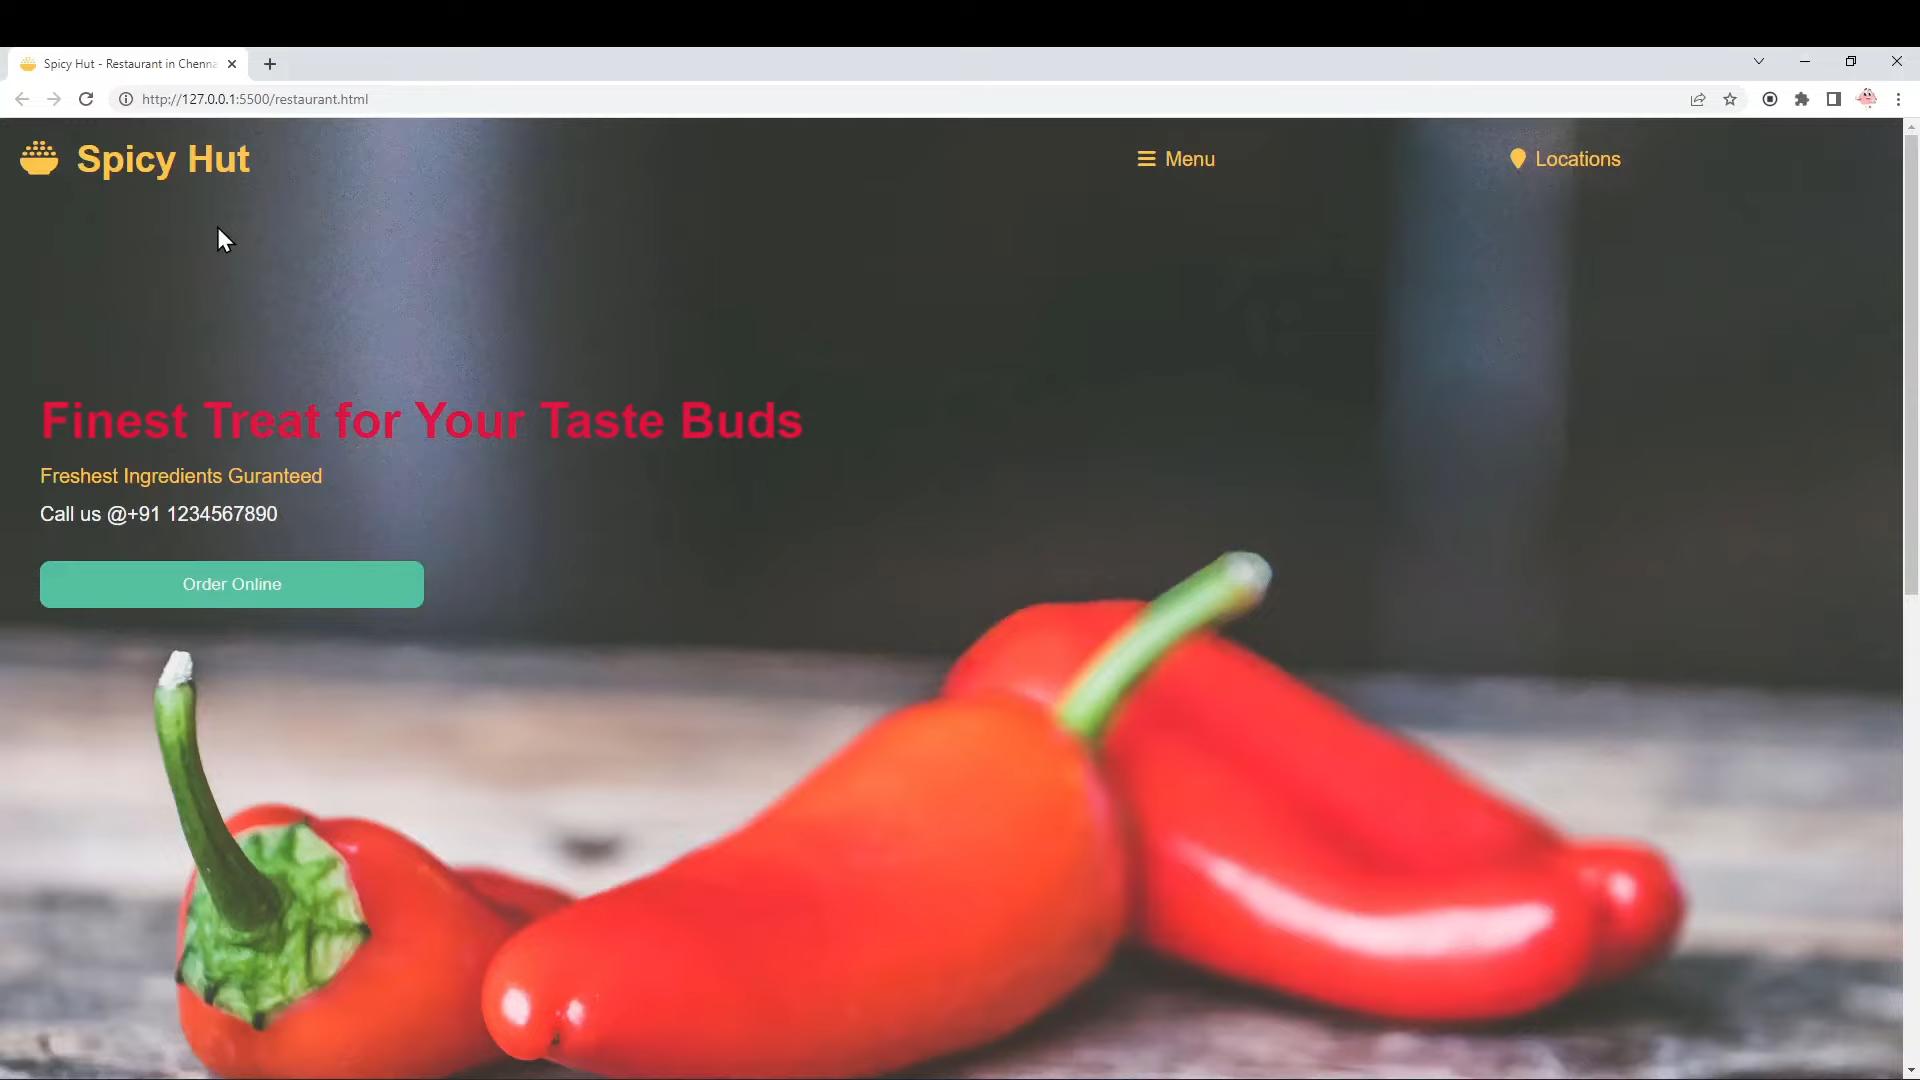 Spicy Hut - Restaurant in Chenna
http://127.0.0.1:5500/restaurant.html
Spicy Hut
Menu
Locations
Finest Treat for Your Taste Buds
Freshest Ingredients Guranteed
Call us @+91 1234567890
Order Online